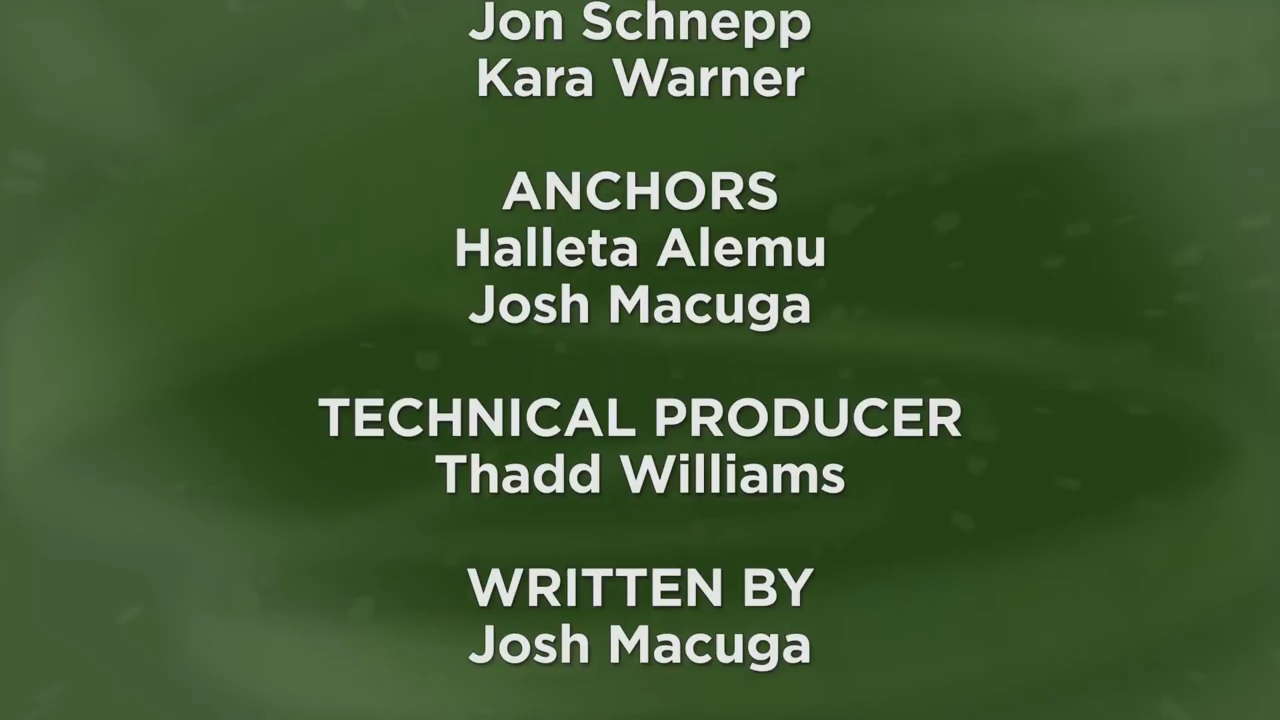 Jon Schnepp
Kara Warner
ANCHORS
Halleta Alemu
Josh Macuga
TECHNICAL PRODUCER
Thadd Williams
WRITTEN BY
Josh Macuga